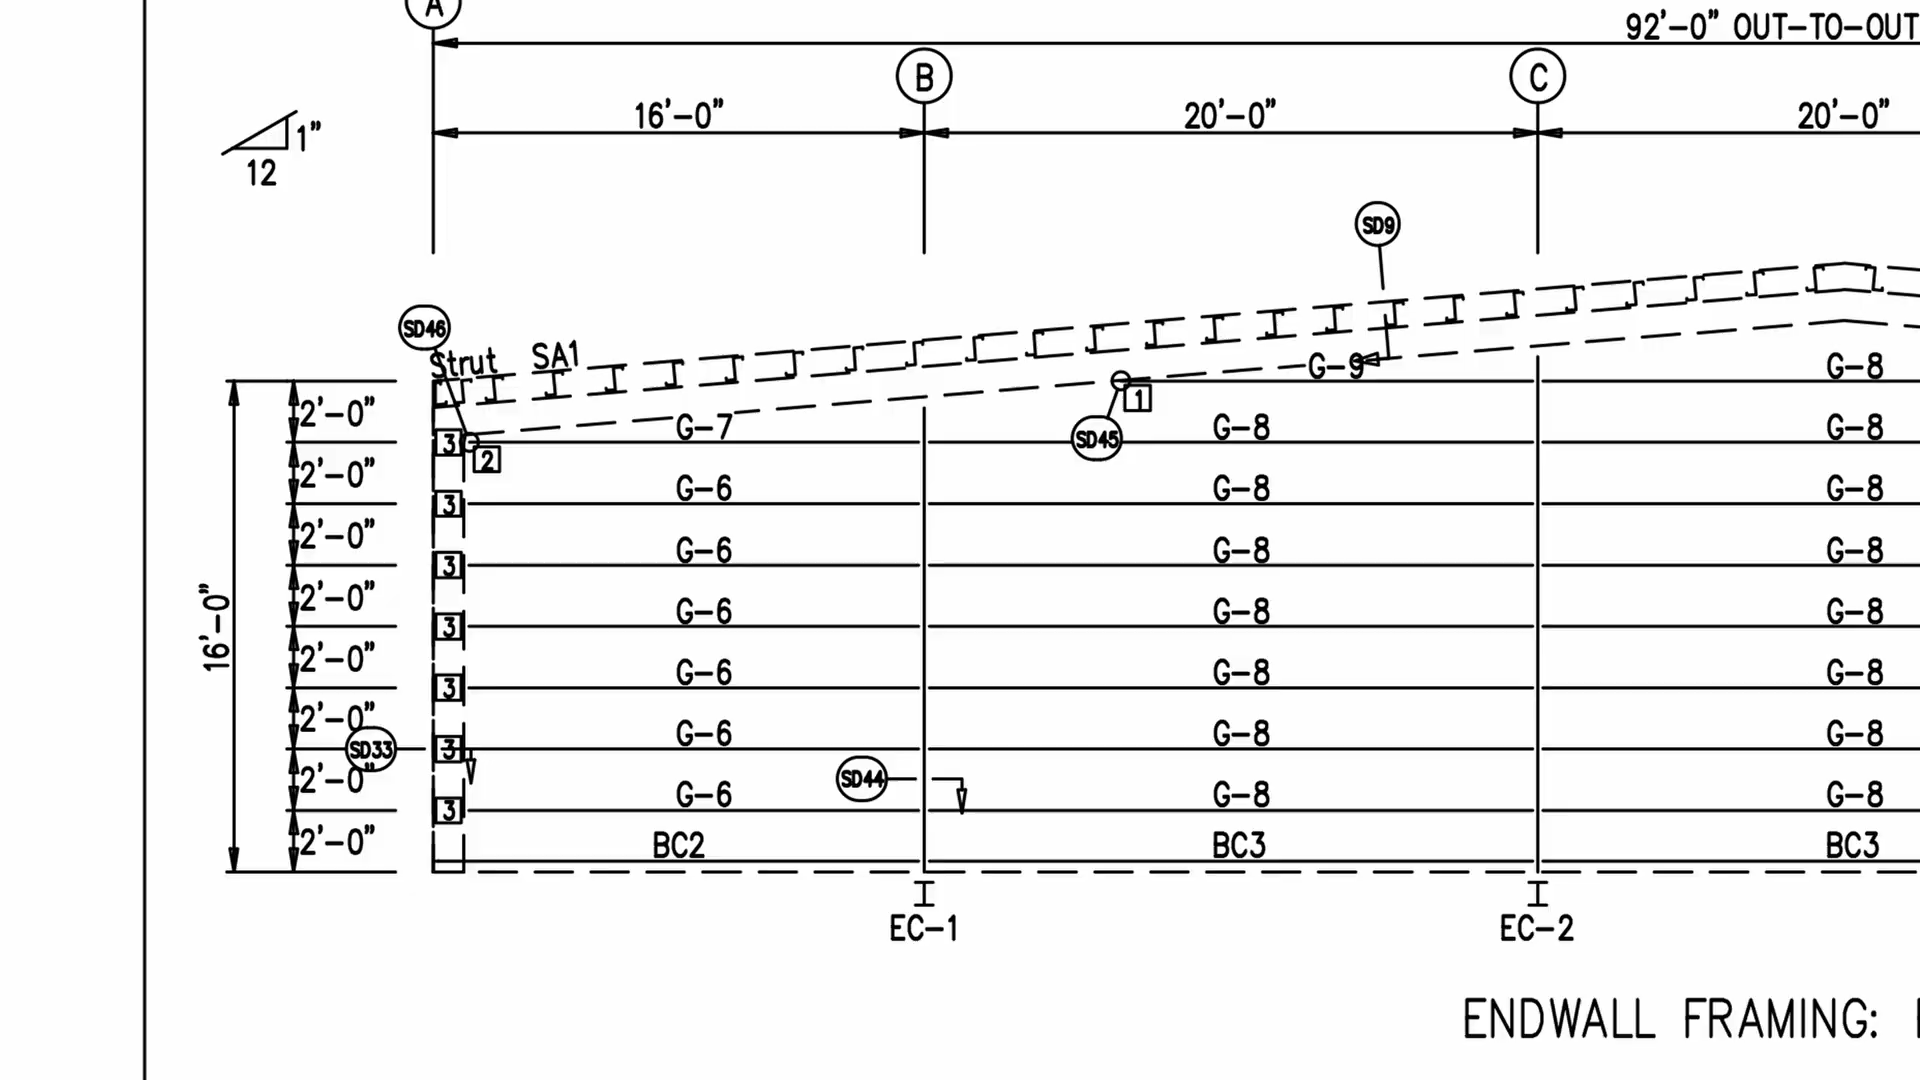 A
92'-0" OUT-TO-OUT
B
C
16'-0"
20'-0"
20'-0"
1"
12
SD9
SD46
Strut
SA1
G-9
G-8
1
2'-0"
G-7
G-8
G-8
SD45
3
2
2'-0"
G-6
G-8
G-8
3
2'-0"
G-6
G-8
G-8
3
2'-0"
G-6
G-8
G-8
3
16'-0"
2'-0"
G-6
G-8
G-8
3
2'-0"
G-6
G-8
G-8
SD33
3
2'-0"
SD44
G-6
G-8
G-8
3
2'-0"
BC2
BC3
BC3
EC-1
EC-2
ENDWALL FRAMING: